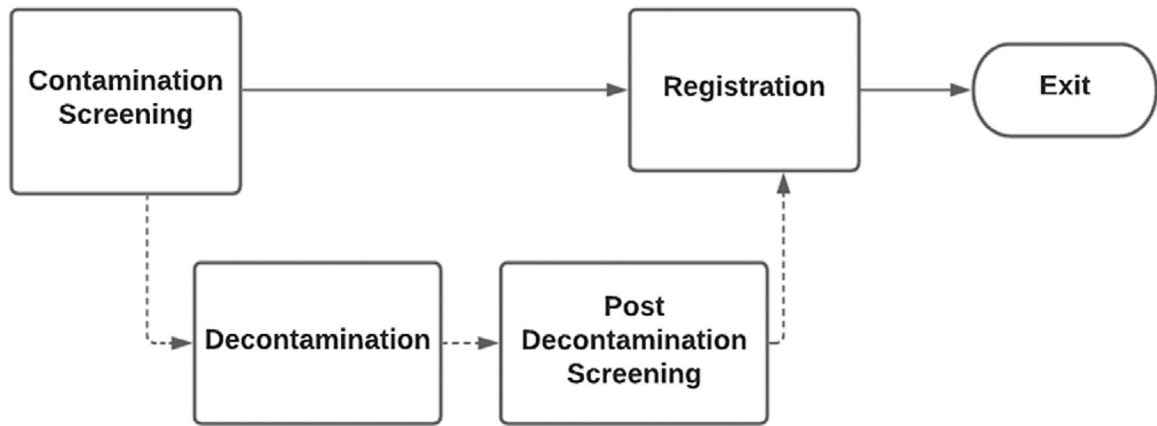 Contamination
Screening
Registration
Exit
Decontamination
Post
Decontamination
Screening